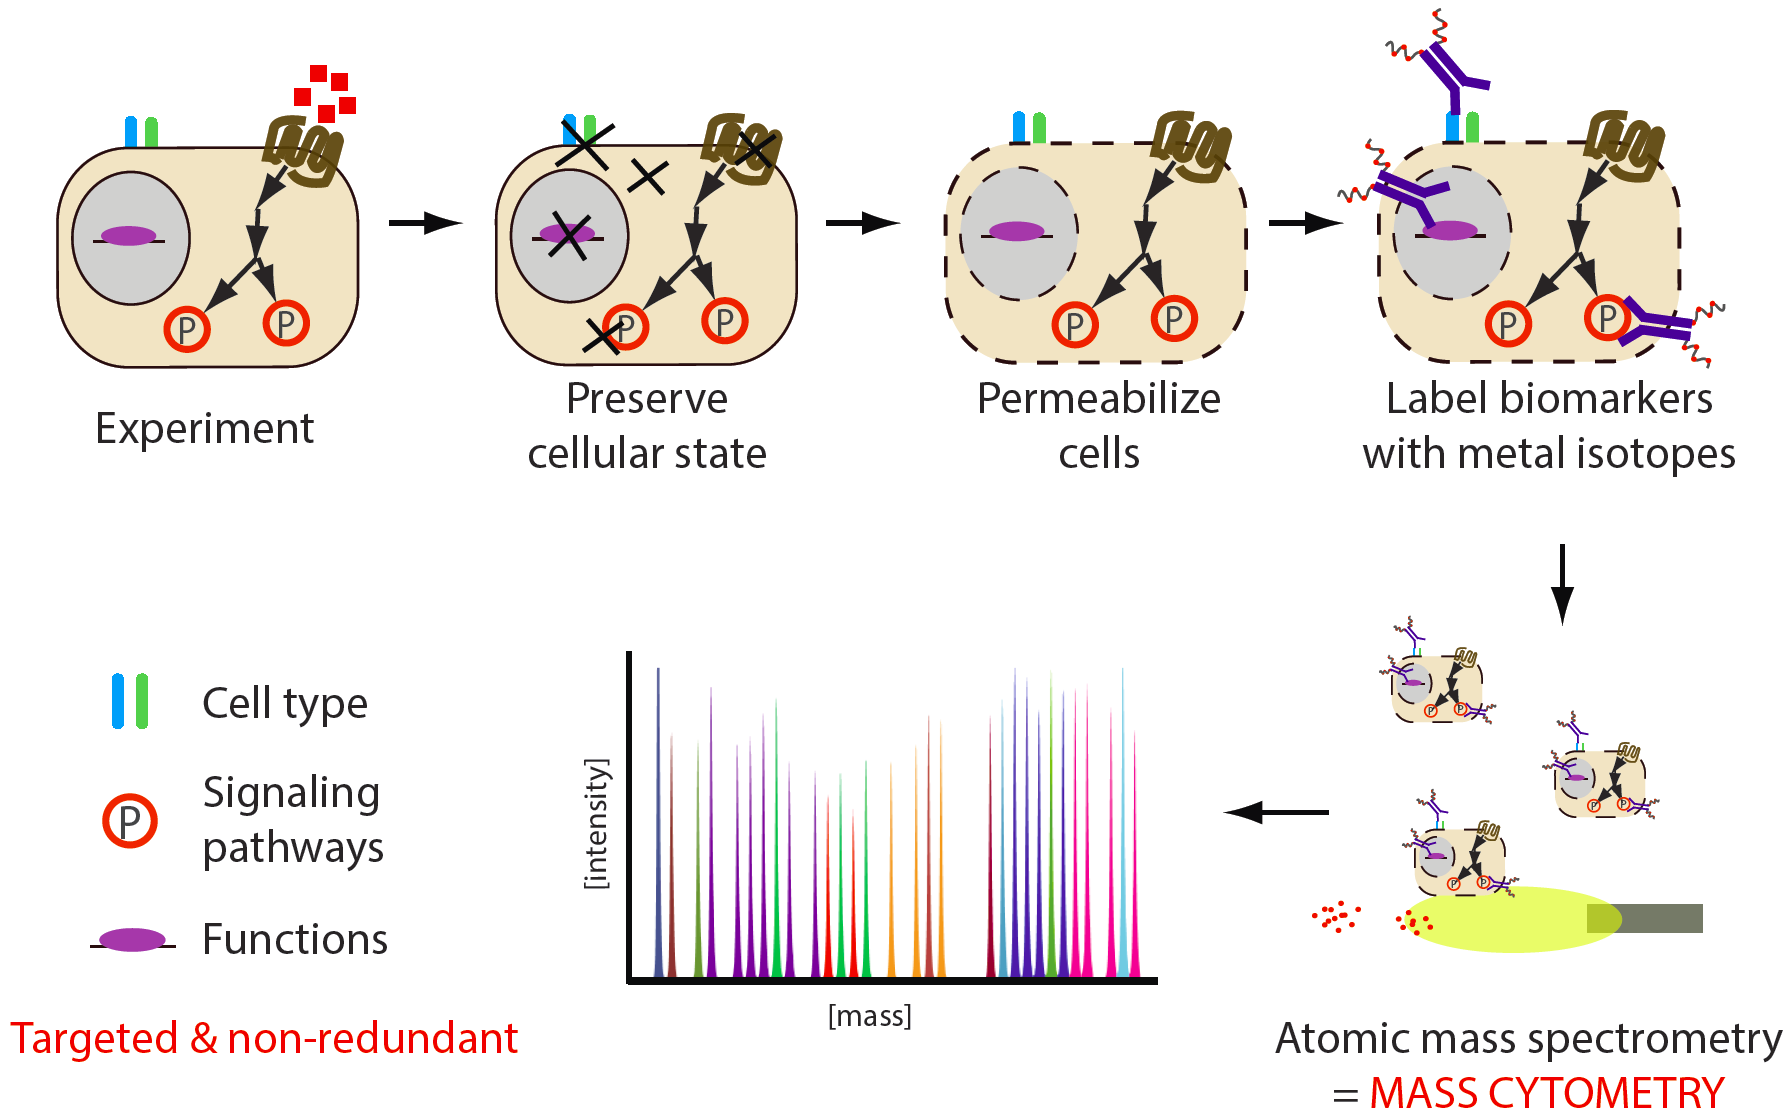 P
P
Experiment
P
P
Preserve
cellular state
P
P
Permeabilize
cells
P
P
Label biomarkers
with metal isotopes
Cell type
P
Signaling
pathways
Functions
Targeted & non-redundant
[intensity]
[mass]
P
P
P
P
P
P
Atomic mass spectrometry
= MASS CYTOMETRY